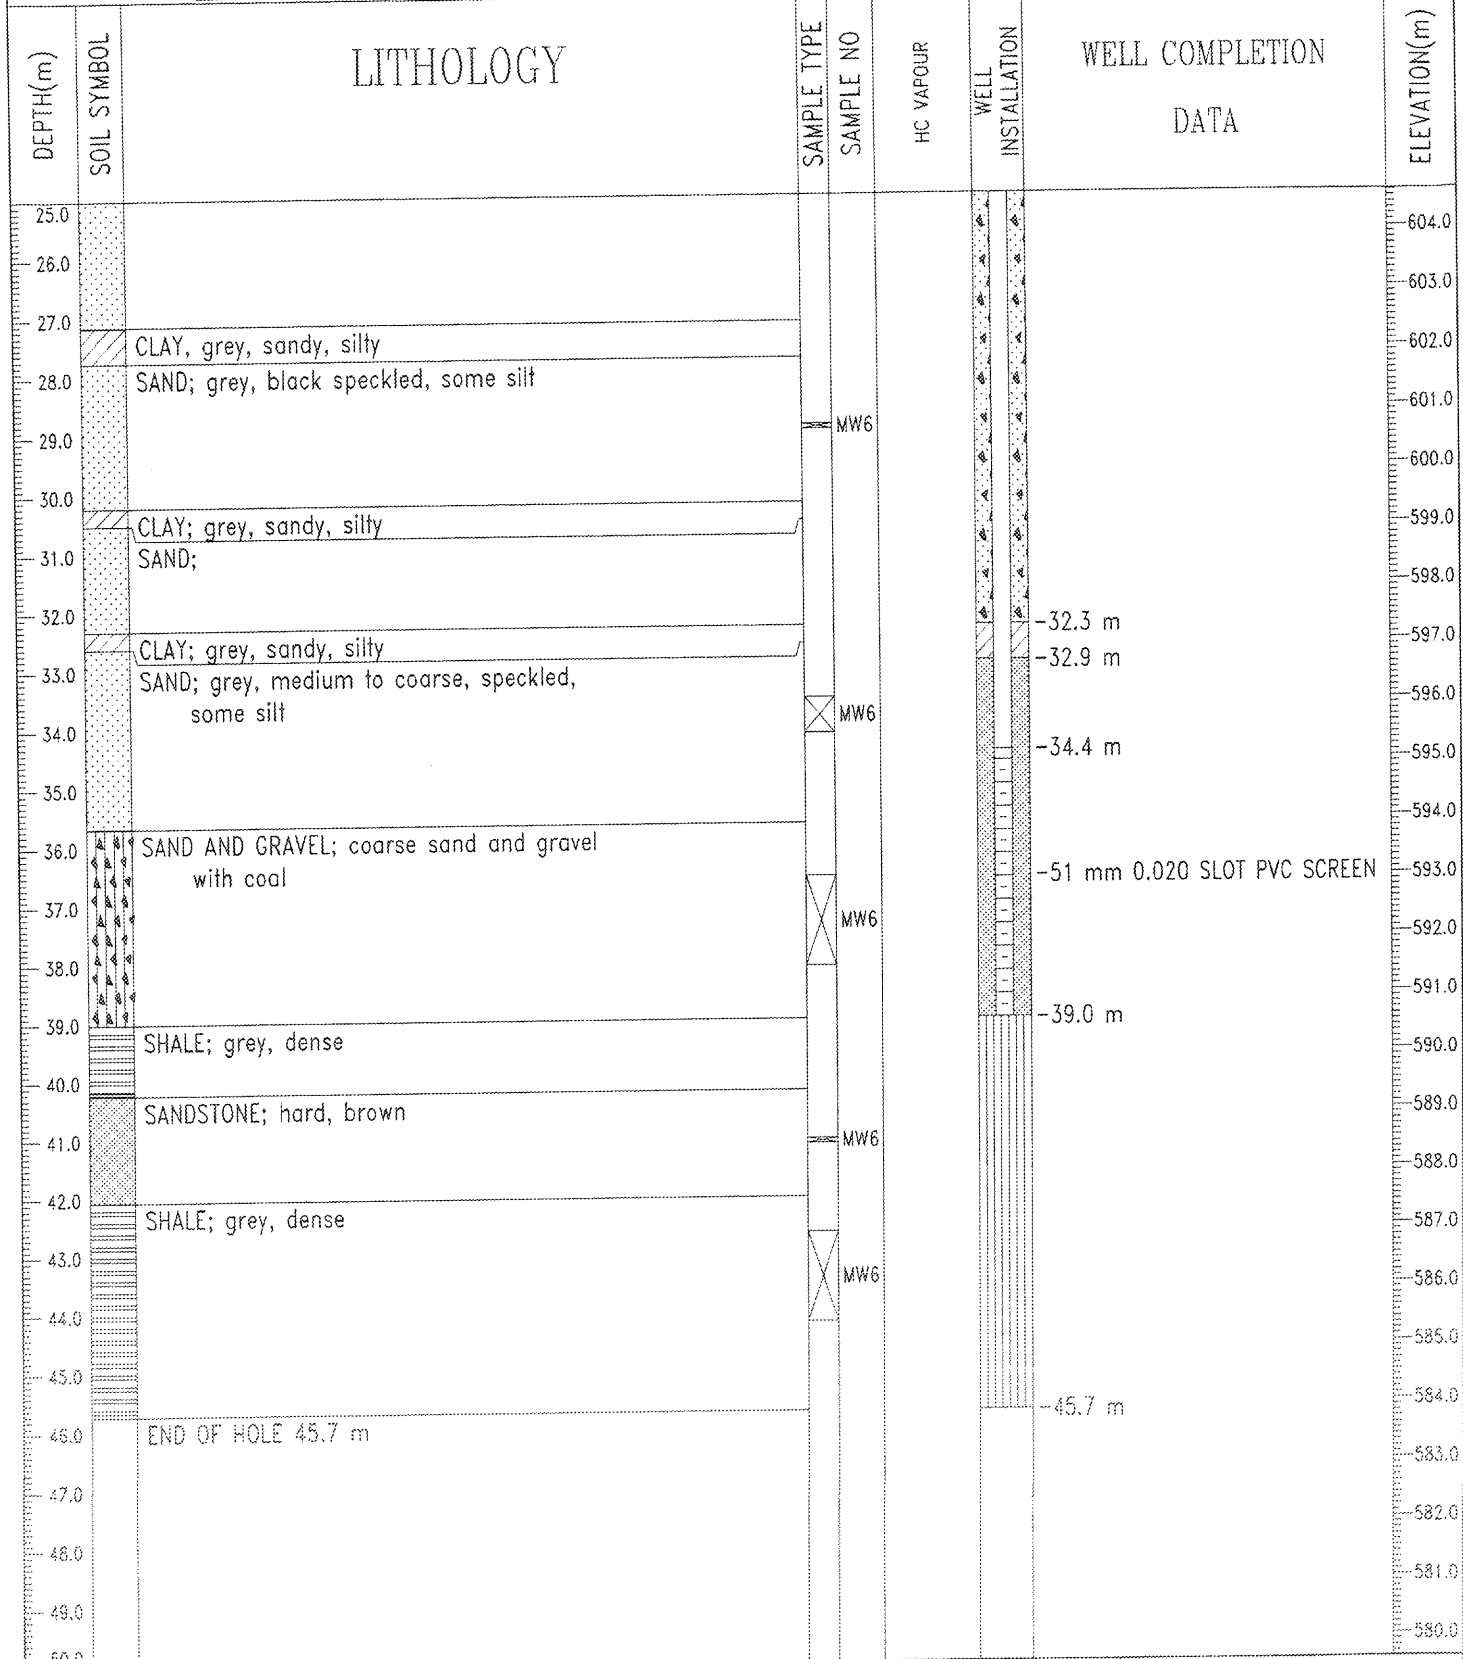 DEPTH(m)
SOIL SYMBOL
LITHOLOGY
SAMPLE TYPE
SAMPLE NO
HC VAPOUR
WELL
INSTALLATION
WELL COMPLETION
DATA
ELEVATION(m)
25.0
604.0
26.0
603.0
27.0
CLAY, grey, sandy, silty
602.0
28.0
SAND; grey, black speckled, some silt
601.0
MW6
29.0
600.0
30.0
CLAY; grey, sandy, silty
599.0
31.0
SAND;
598.0
32.0
-32.3 m
597.0
CLAY; grey, sandy, silty
-32.9 m
33.0
SAND; grey, medium to coarse, speckled,
596.0
some silt
MW6
34.0
-34.4 m
595.0
35.0
594.0
36.0
SAND AND GRAVEL; coarse sand and gravel
with coal
-51 mm 0.020 SLOT PVC SCREEN
593.0
37.0
MW6
592.0
38.0
591.0
39.0
-39.0 m
SHALE; grey, dense
590.0
40.0
SANDSTONE; hard, brown
589.0
41.0
MW6
588.0
42.0
SHALE; grey, dense
587.0
43.0
MW6
586.0
44.0
585.0
45.0
584.0
-45.7 m
46.0
END OF HOLE 45.7 m
583.0
47.0
582.0
48.0
581.0
49.0
580.0